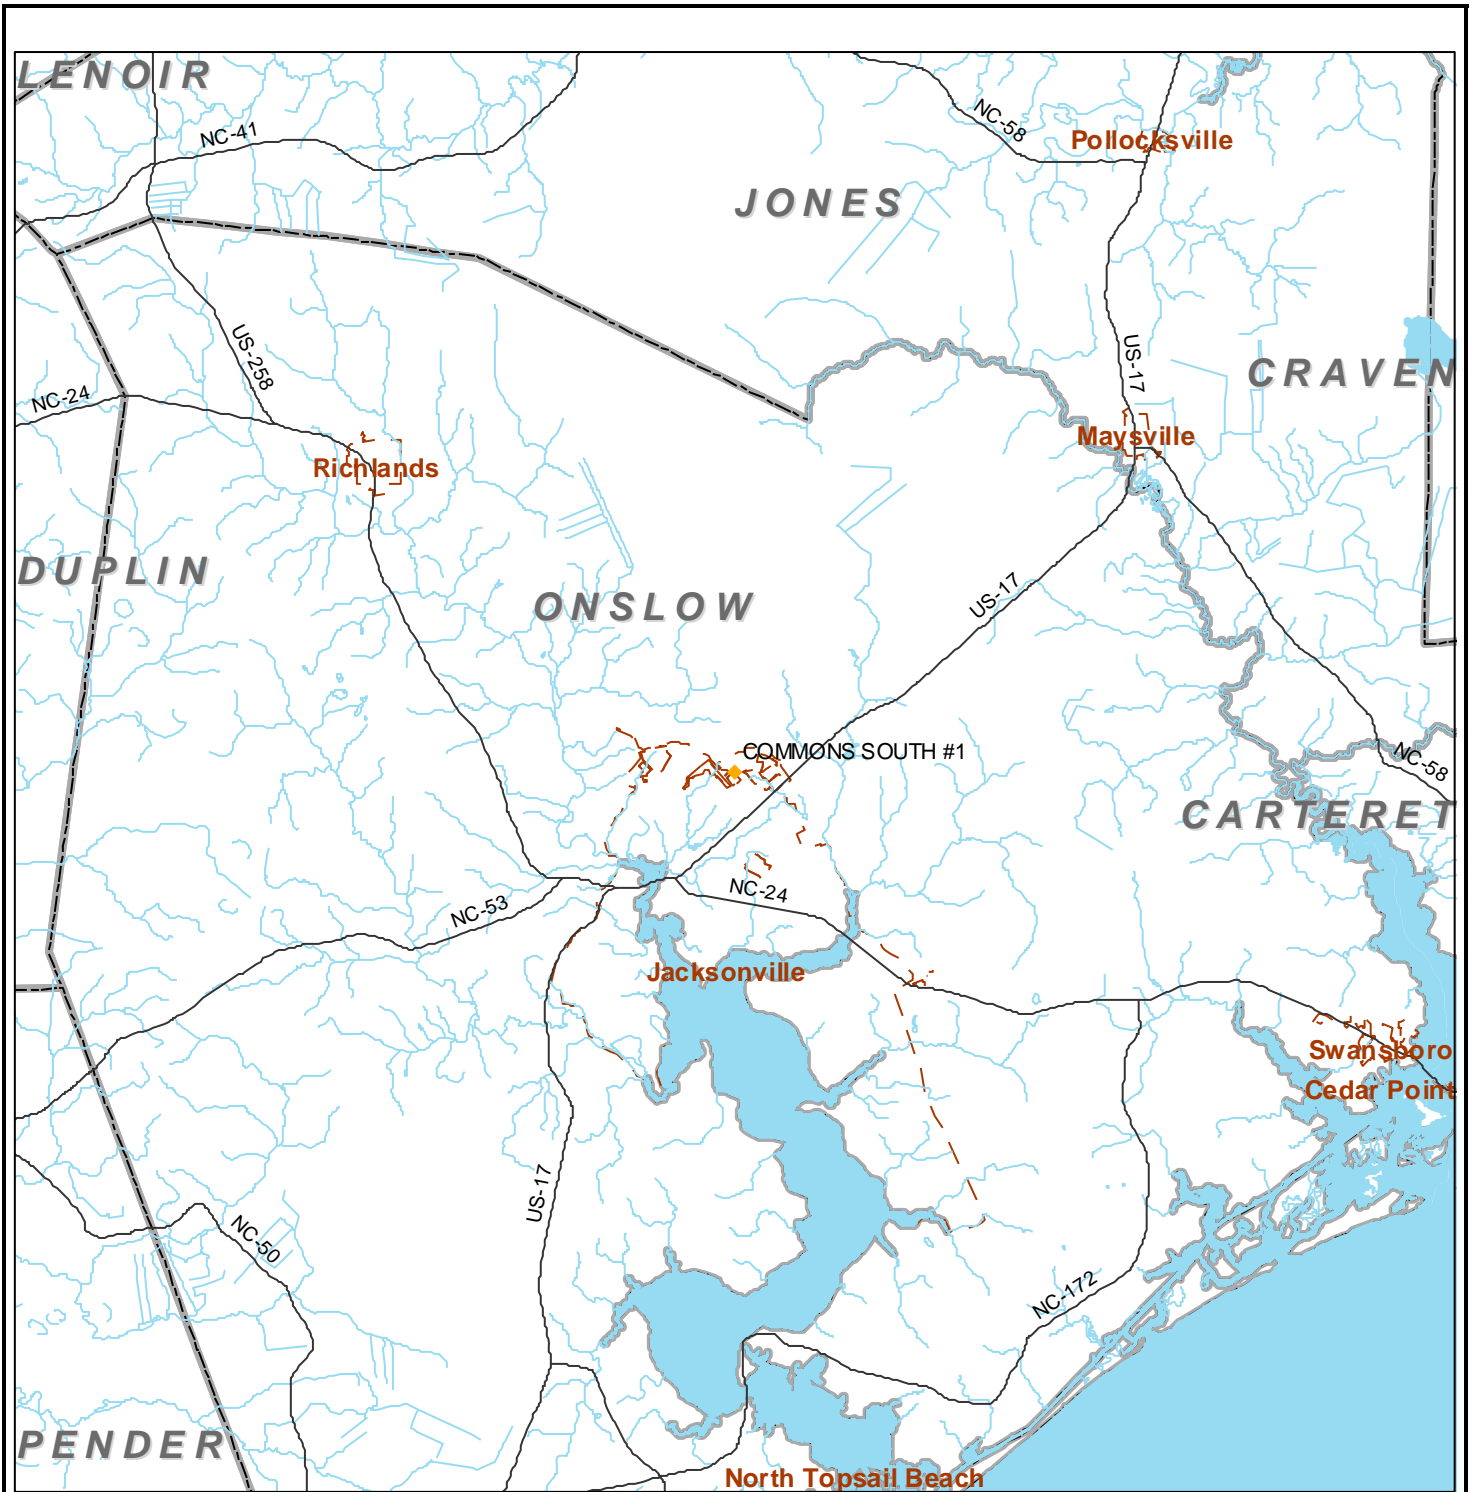 LENOIR
NC-41
NC-58
Pollocksville
JONES
US-258
US-17
CRAVEN
NC-24
Maysville
Richlands
DUPLIN
ONSLOW
US-17
COMMONS SOUTH #1
NC-58
CARTERET
NC-24
NC-53
Jacksonville
Swansboro
Cedar Point
US-17
NC-50
NC-172
PENDER
North Topsail Beach